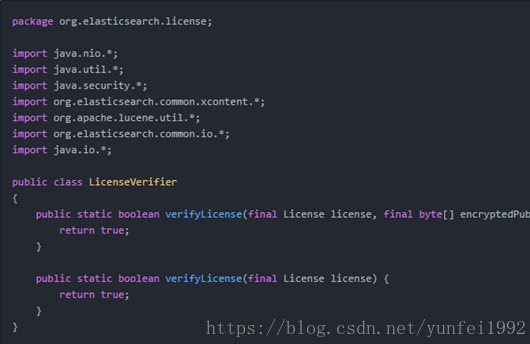 package org.elasticsearch.license;
import java.nio.*;
import java.util.*;
import java.security.*;
import org.elasticsearch.common.xcontent.*;
import org.apache.lucene.util.*;
import org.elasticsearch.common.io.*;
import java.io.*;
public class LicenseVerifier
{
public static boolean verifyLicense(final License license, final byte[] encryptedPub
return true;
}
public static boolean verifyLicense(final License license) {
return true;
}
}
https://blog.csdn.net/yunfei1992